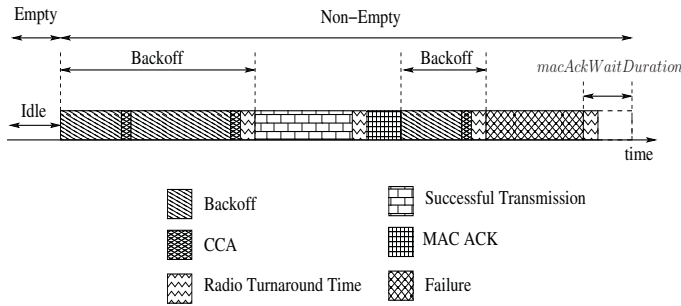 Empty
Non−Empty
Backoff
Backoff
macAckWaitDuration
Idle
time
Backoff
Successful Transmission
CCA
MAC ACK
Radio Turnaround Time
Failure